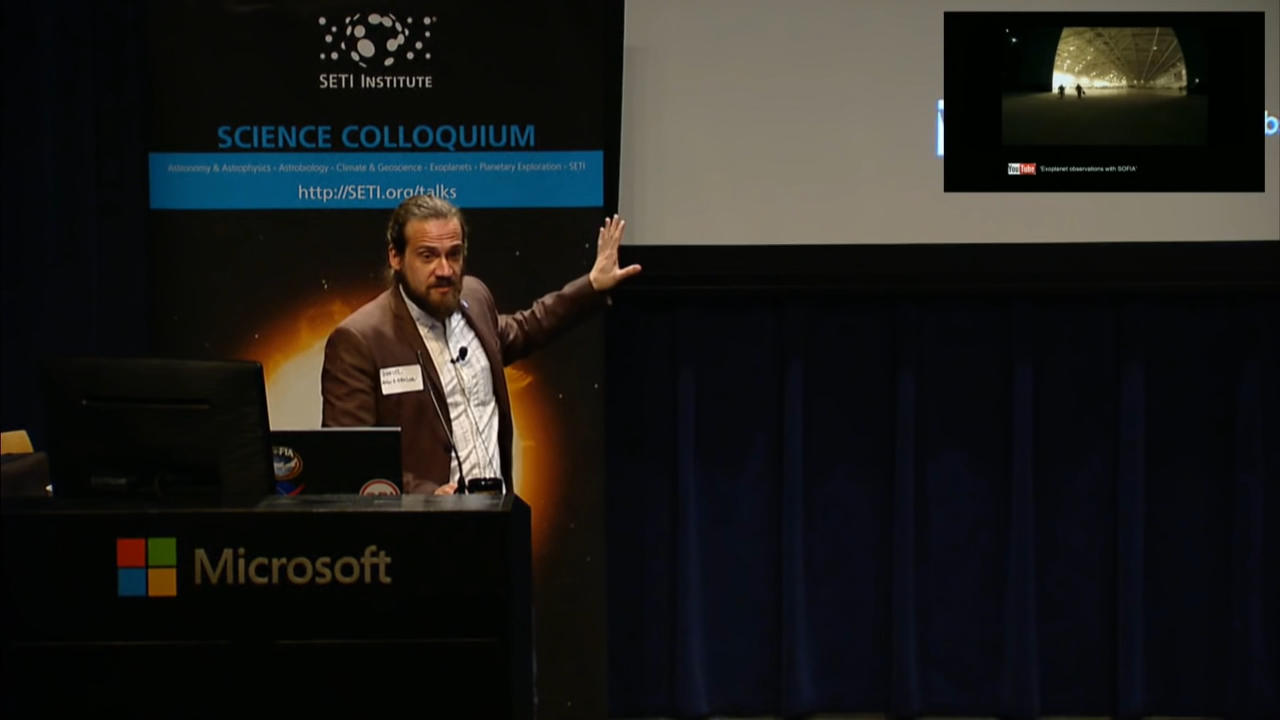 SETI INSTITUTE
SCIENCE COLLOQUIUM
Astronomy & Astrophysics - Astrobiology - Climate & Geoscience - Exoplanets - Planetary Exploration - SETI
http://SETI.org/talks
YouTube 'Exoplanet observations with SOFIA'
Microsoft